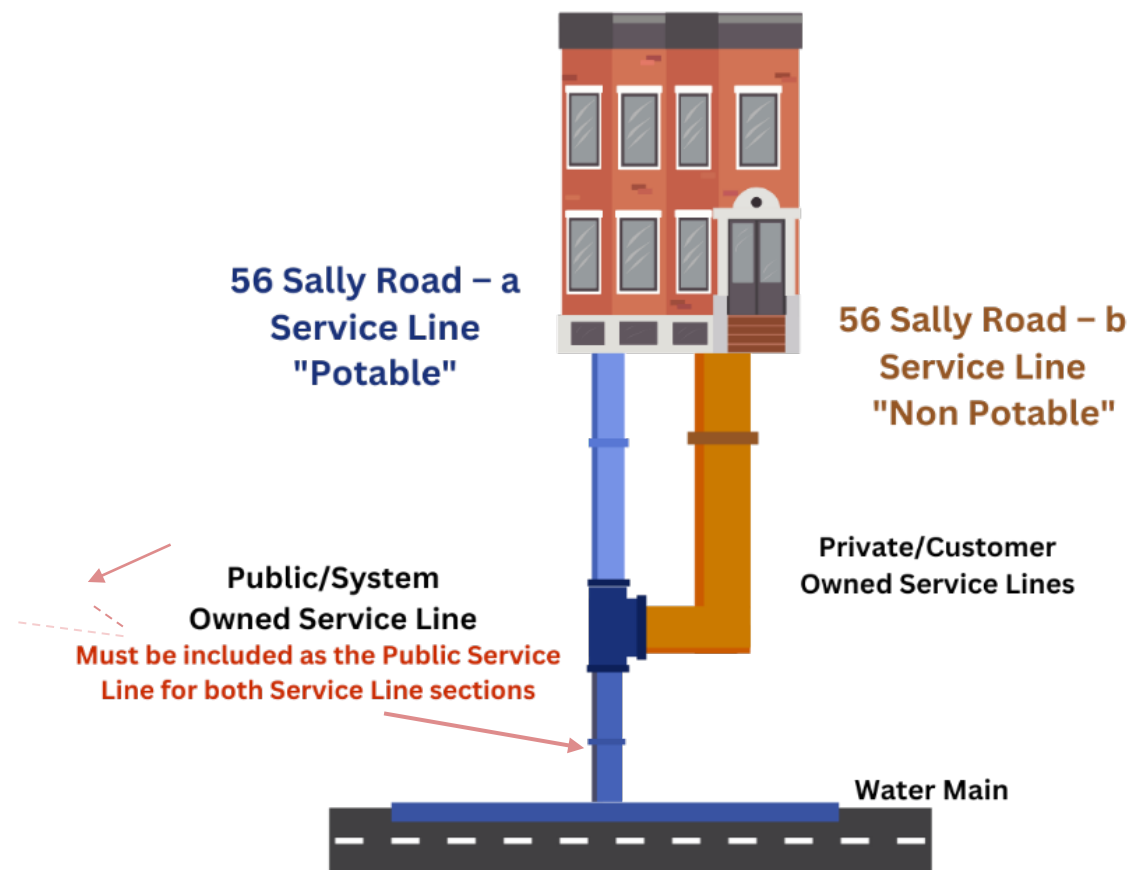 56 Sally Road – a
Service Line
"Potable"
56 Sally Road – b
Service Line
"Non Potable"
Private/Customer
Owned Service Lines
Public/System
Owned Service Line
Must be included as the Public Service
Line for both Service Line sections
Water Main